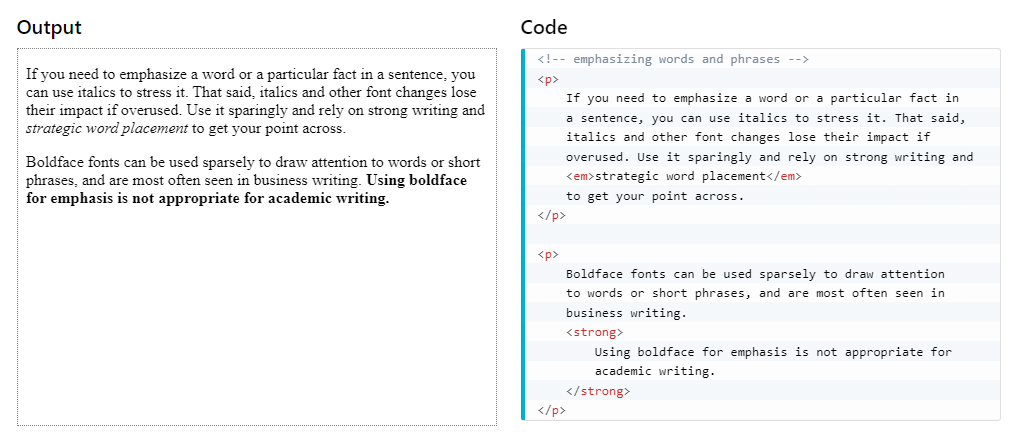 Output
If you need to emphasize a word or a particular fact in a sentence, you
can use italics to stress it. That said, italics and other font changes lose
their impact if overused. Use it sparingly and rely on strong writing and
strategic word placement to get your point across.
Boldface fonts can be used sparsely to draw attention to words or short
phrases, and are most often seen in business writing. Using boldface
for emphasis is not appropriate for academic writing.
Code
<!-- emphasizing words and phrases -->
<p>
If you need to emphasize a word or a particular fact in
a sentence, you can use italics to stress it. That said,
italics and other font changes lose their impact if
overused. Use it sparingly and rely on strong writing and
<em>strategic word placement</em>
to get your point across.
</p>
<p>
Boldface fonts can be used sparsely to draw attention
to words or short phrases, and are most often seen in
business writing.
<strong>
Using boldface for emphasis is not appropriate for
academic writing.
</strong>
</p>